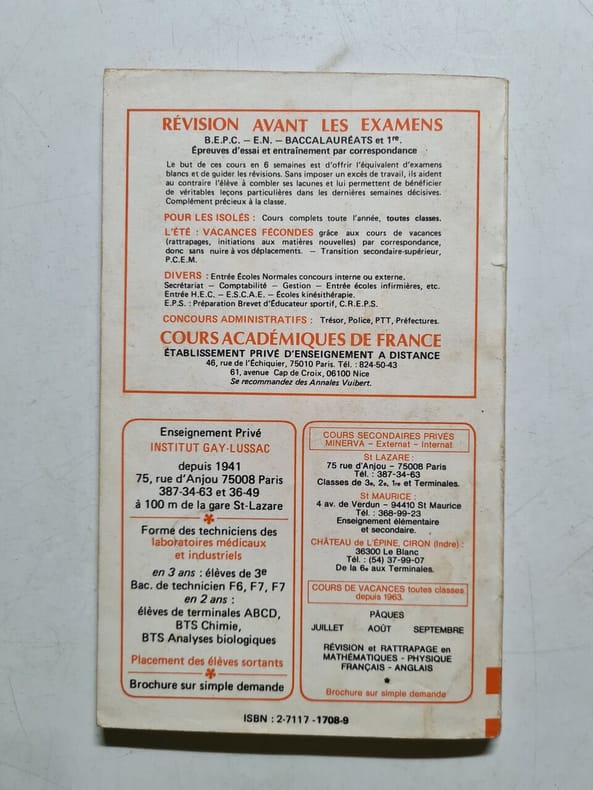 RÉVISION AVANT LES EXAMENS
B.E.P.C. – E.N. – BACCALAURÉATS et 1re.
Épreuves d'essai et entraînement par correspondance
Le but de ces cours en 6 semaines est d'offrir l'équivalent d'examens
blancs et de guider les révisions. Sans imposer un excès de travail, ils aident
au contraire l'élève à combler ses lacunes et lui permettent de bénéficier
de véritables leçons particulières dans les dernières semaines décisives.
Complément précieux à la classe.
POUR LES ISOLÉS : Cours complets toute l'année, toutes classes.
L'ÉTÉ : VACANCES FÉCONDES grâce aux cours de vacances
(rattrapages, initiations aux matières nouvelles) par correspondance,
donc sans nuire à vos déplacements. — Transition secondaire-supérieur,
P.C.E.M.
DIVERS : Entrée Écoles Normales concours interne ou externe.
Secrétariat – Comptabilité – Gestion – Entrée écoles infirmières, etc.
Entrée H.E.C. – E.S.C.A.E. – Écoles kinésithérapie.
E.P.S. : Préparation Brevet d'Éducateur sportif, C.R.E.P.S.
CONCOURS ADMINISTRATIFS : Trésor, Police, PTT, Préfectures.
COURS ACADÉMIQUES DE FRANCE
ÉTABLISSEMENT PRIVÉ D'ENSEIGNEMENT A DISTANCE
46, rue de l'Échiquier, 75010 Paris. Tél. : 824-50-43
61, avenue Cap de Croix, 06100 Nice
Se recommandez des Annales Vuibert.
Enseignement Privé
INSTITUT GAY-LUSSAC
depuis 1941
75, rue d'Anjou 75008 Paris
387-34-63 et 36-49
à 100 m de la gare St-Lazare
*
Forme des techniciens des
laboratoires médicaux
et industriels
en 3 ans : élèves de 3e
Bac. de technicien F6, F7, F7
en 2 ans :
élèves de terminales ABCD,
BTS Chimie,
BTS Analyses biologiques
Placement des élèves sortants
*
Brochure sur simple demande
COURS SECONDAIRES PRIVÉS
MINERVA – Externat - Internat
St LAZARE :
75 rue d'Anjou – 75008 Paris
Tél. : 387-34-63
Classes de 3e, 2e, 1re et Terminales.
St MAURICE :
4 av. de Verdun – 94410 St Maurice
Tél. : 368-99-23
Enseignement élémentaire
et secondaire.
CHÂTEAU de L'ÉPINE, CIRON (Indre) :
36300 Le Blanc
Tél. : (54) 37-99-07
De la 6e aux Terminales.
COURS DE VACANCES toutes classes
depuis 1963.
PÂQUES
JUILLET AOÛT SEPTEMBRE
RÉVISION et RATTRAPAGE en
MATHÉMATIQUES - PHYSIQUE
FRANÇAIS - ANGLAIS
*
Brochure sur simple demande
ISBN : 2-7117-1708-9